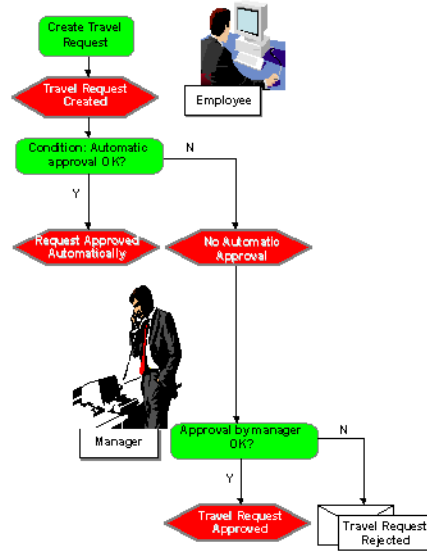 Create Travel
Request
Travel Request
Created
Employee
Condition: Automatic
approval OK?
N
Y
Request Approved
Automatically
No Automatic
Approval
Manager
Approval by manager
OK?
N
Y
Travel Request
Approved
Travel Request
Rejected